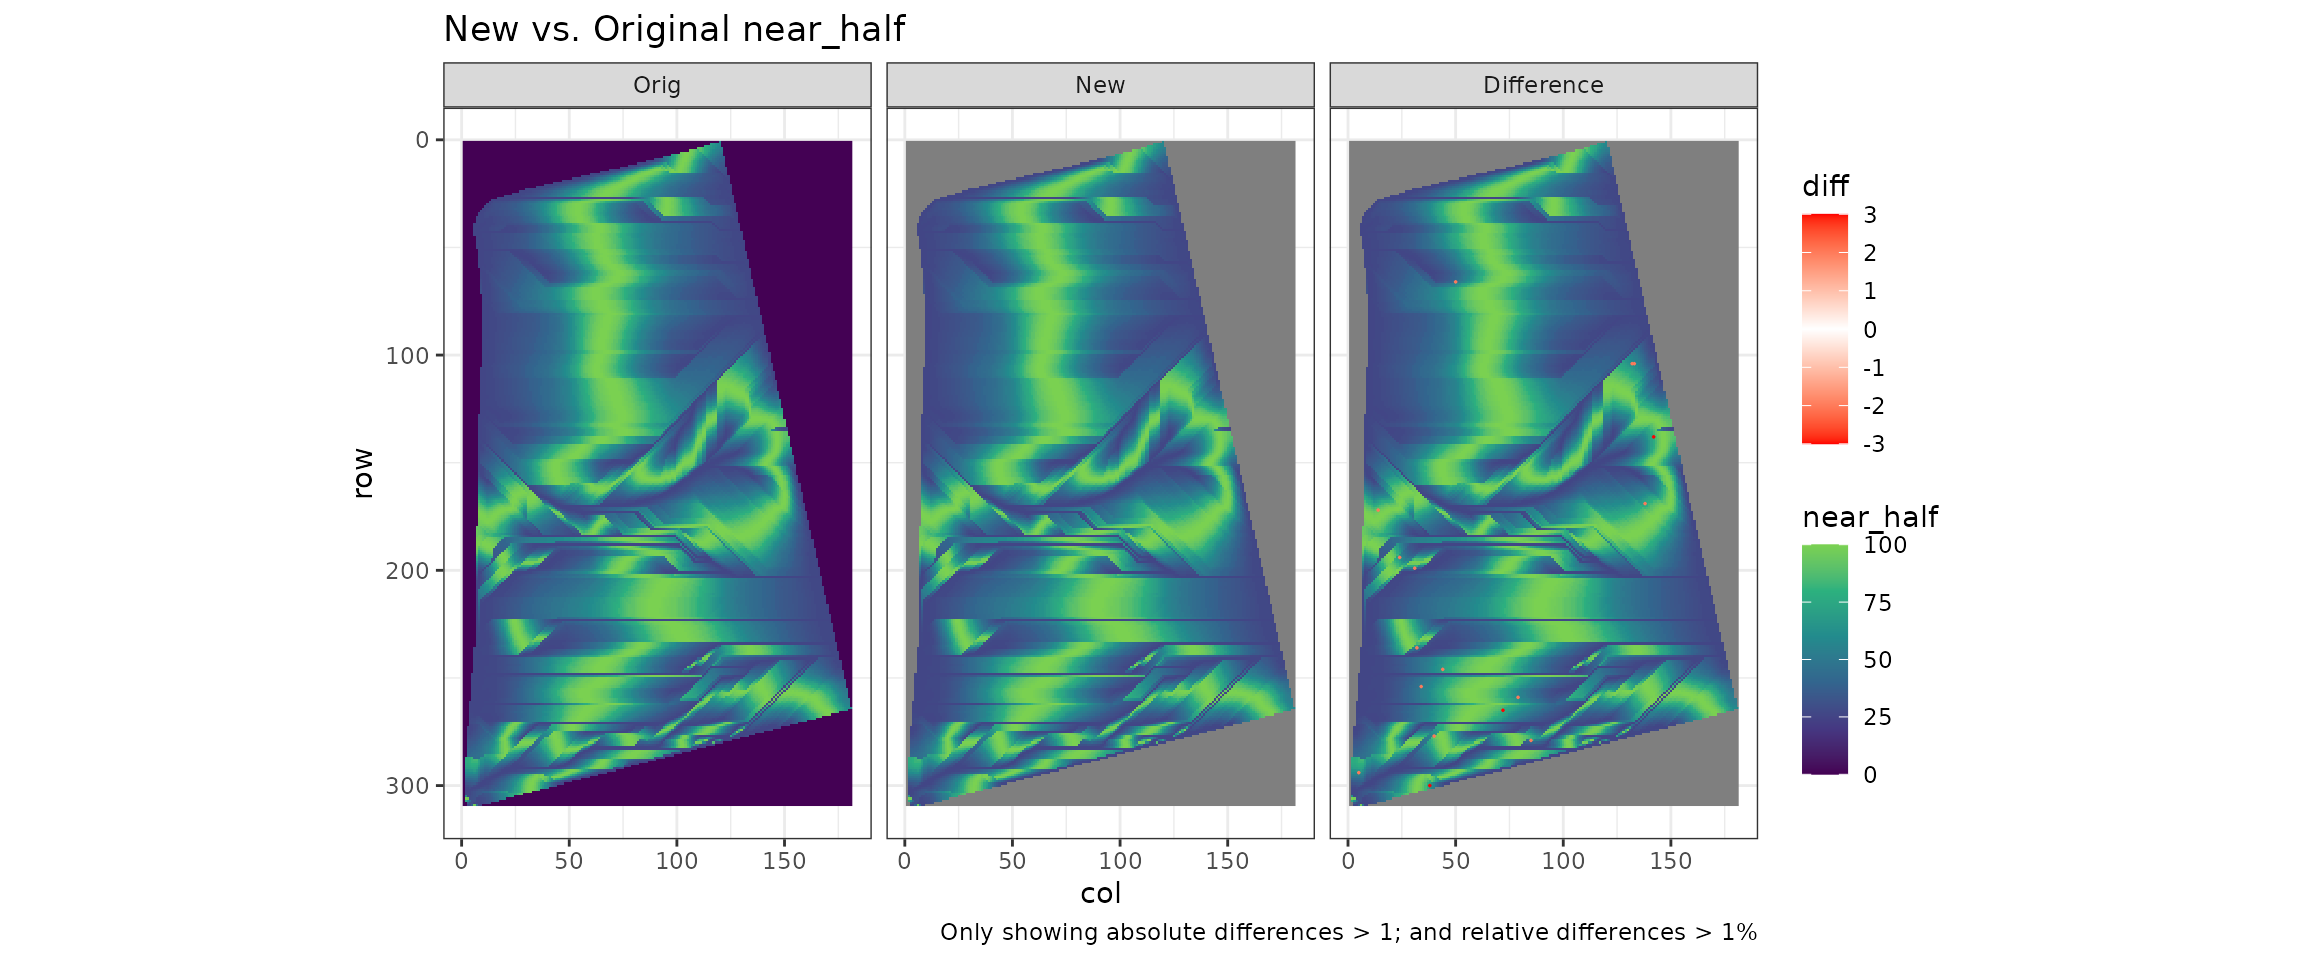 New vs. Original near_half
Orig
New
Difference
0
100
200
300
row
0 50 100 150
0 50 100 150
0 50 100 150
col
diff
3
2
1
0
-1
-2
-3
near_half
100
75
50
25
0
Only showing absolute differences > 1; and relative differences > 1%